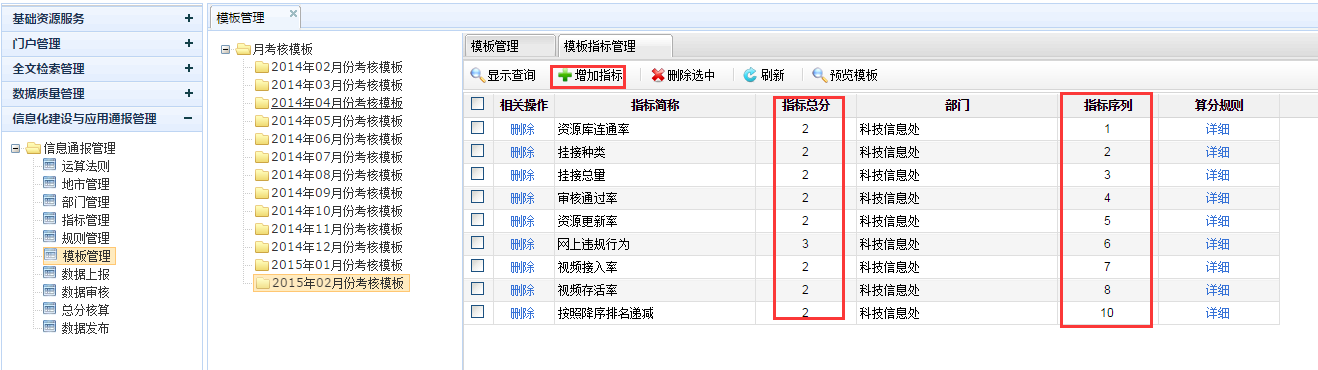 基础资源服务
门户管理
全文检索管理
数据质量管理
信息化建设与应用通报管理
信息通报管理
运算法则
地市管理
部门管理
指标管理
规则管理
模板管理
数据上报
数据审核
总分核算
数据发布
模板管理
月考核模板
2014年02月份考核模板
2014年03月份考核模板
2014年04月份考核模板
2014年05月份考核模板
2014年06月份考核模板
2014年07月份考核模板
2014年08月份考核模板
2014年09月份考核模板
2014年10月份考核模板
2014年11月份考核模板
2014年12月份考核模板
2015年01月份考核模板
2015年02月份考核模板
模板管理 模板指标管理
显示查询 增加指标 删除选中 刷新 预览模板
相关操作 指标简称 指标总分 部门 指标序列 算分规则
删除 资源库连通率 2 科技信息处 1 详细
删除 挂接种类 2 科技信息处 2 详细
删除 挂接总量 2 科技信息处 3 详细
删除 审核通过率 2 科技信息处 4 详细
删除 资源更新率 2 科技信息处 5 详细
删除 网上违规行为 3 科技信息处 6 详细
删除 视频接入率 2 科技信息处 7 详细
删除 视频存活率 2 科技信息处 8 详细
删除 按照降序排名递减 2 科技信息处 10 详细